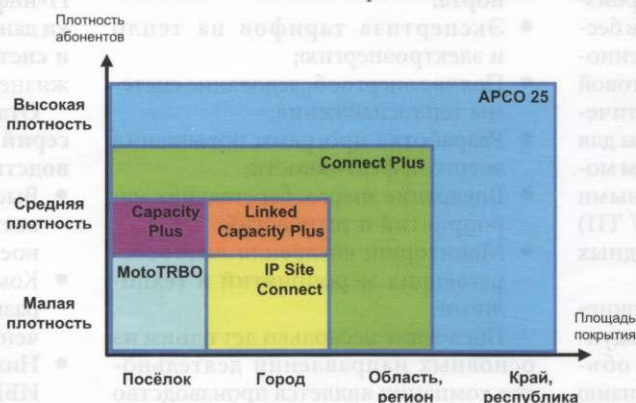 Плотность
абонентов
Высокая
плотность
APCO 25
Connect Plus
Средняя
плотность
Capacity
Plus
Linked
Capacity Plus
MotoTRBO
IP Site
Connect
Малая
плотность
Площадь
покрытия
Посёлок
Город
Область,
регион
Край,
республика